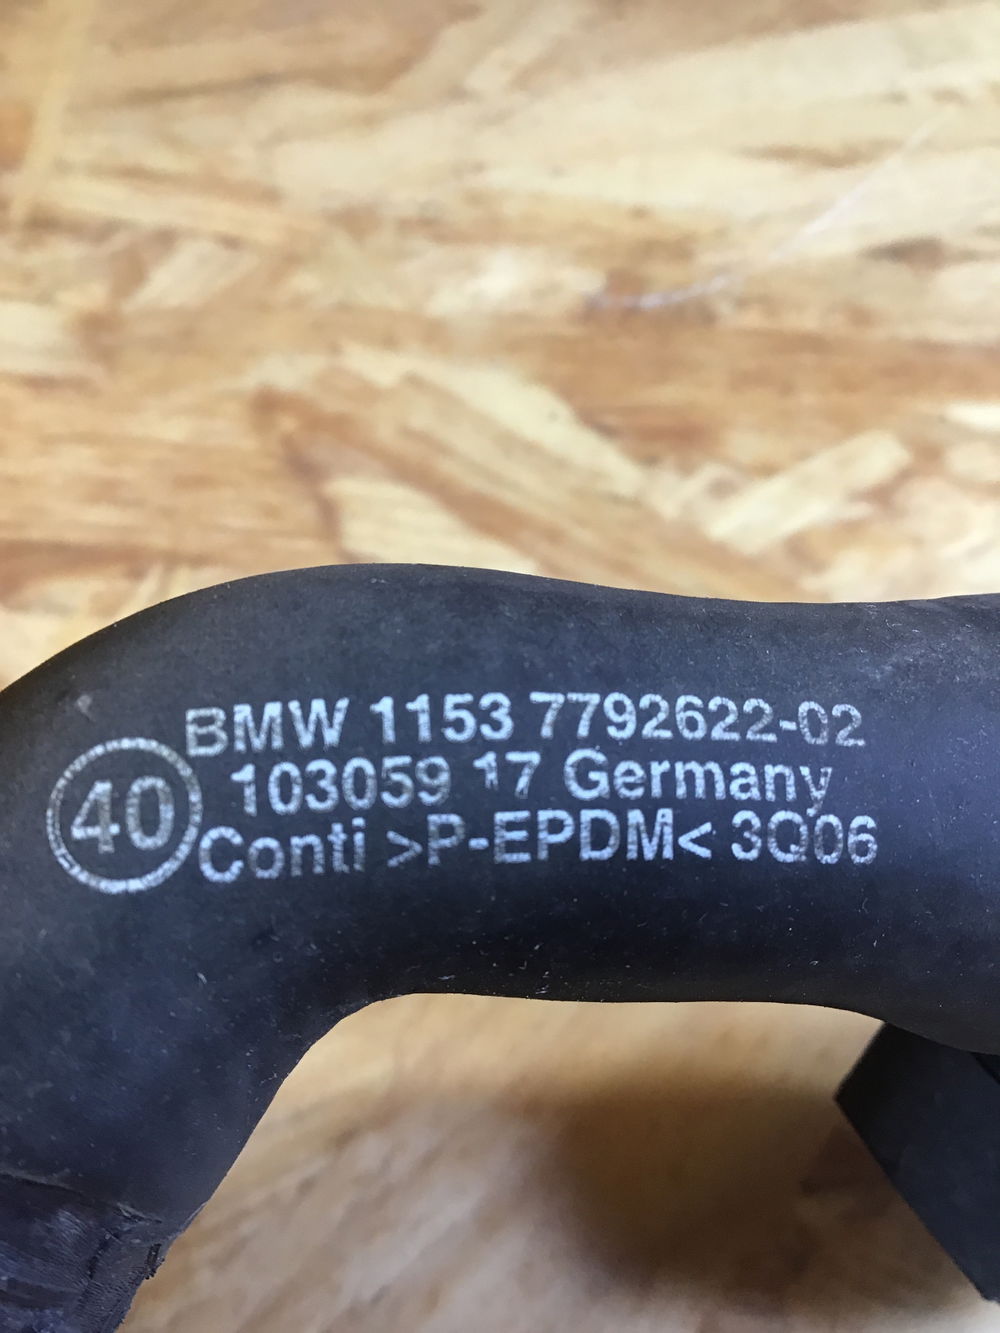 BMW 1153 7792622-02
40
103059 17 Germany
Conti >P-EPDM< 3Q06